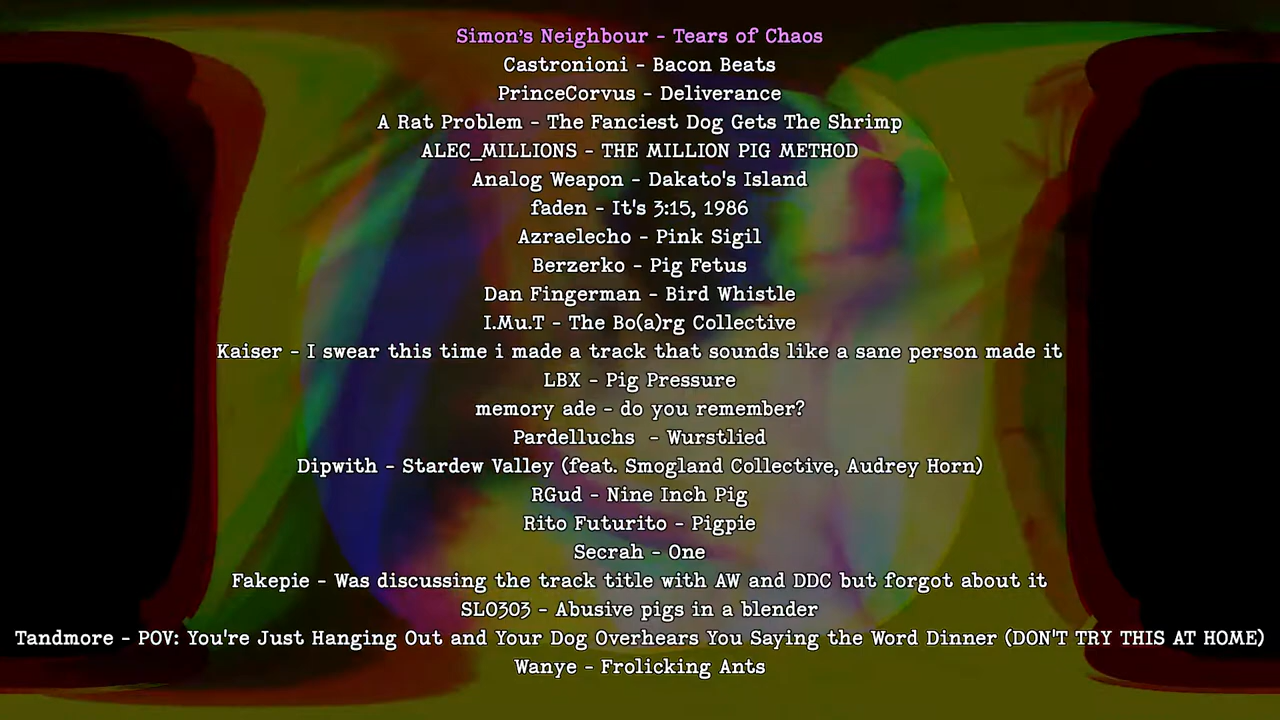 Simon's Neighbour - Tears of Chaos
Castronioni - Bacon Beats
PrinceCorvus - Deliverance
A Rat Problem - The Fanciest Dog Gets The Shrimp
ALEC_MILLIONS - THE MILLION PIG METHOD
Analog Weapon - Dakato's Island
faden - It's 3:15, 1986
Azraelecho - Pink Sigil
Berzerko - Pig Fetus
Dan Fingerman - Bird Whistle
I.Mu.T - The Bo(a)rg Collective
Kaiser - I swear this time i made a track that sounds like a sane person made it
LBX - Pig Pressure
memory ade - do you remember?
Pardelluchs  - Wurstlied
Dipwith - Stardew Valley (feat. Smogland Collective, Audrey Horn)
RGud - Nine Inch Pig
Rito Futurito - Pigpie
Secrah - One
Fakepie - Was discussing the track title with AW and DDC but forgot about it
SLO303 - Abusive pigs in a blender
Tandmore - POV: You're Just Hanging Out and Your Dog Overhears You Saying the Word Dinner (DON'T TRY THIS AT HOME)
Wanye - Frolicking Ants